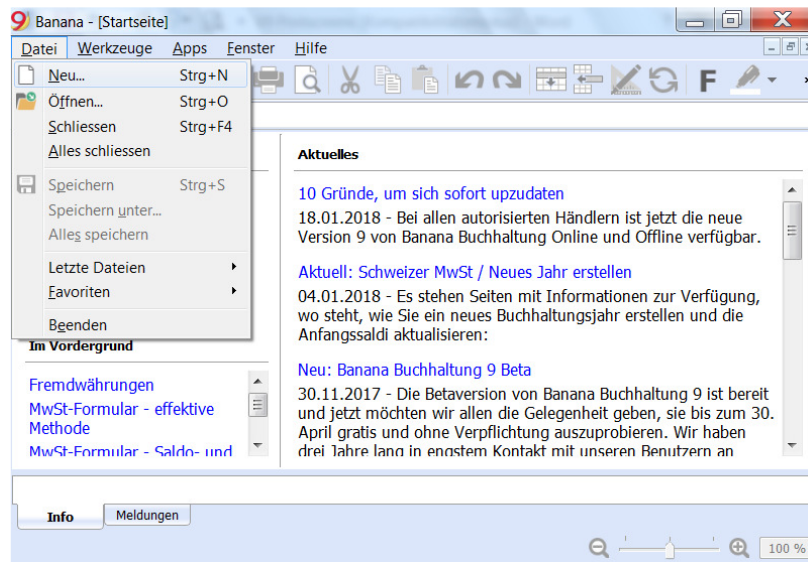 Banana - [Startseite]
Datei Werkzeuge Apps Fenster Hilfe
Neu... Strg+N
Öffnen... Strg+O
Schliessen Strg+F4
Alles schliessen
Speichern Strg+S
Speichern unter...
Alles speichern
Letzte Dateien
Favoriten
Beenden
F
Im Vordergrund
Fremdwährungen
MwSt-Formular - effektive
Methode
MwSt-Formular - Saldo- und
Aktuelles
10 Gründe, um sich sofort upzudaten
18.01.2018 - Bei allen autorisierten Händlern ist jetzt die neue
Version 9 von Banana Buchhaltung Online und Offline verfügbar.
Aktuell: Schweizer MwSt / Neues Jahr erstellen
04.01.2018 - Es stehen Seiten mit Informationen zur Verfügung,
wo steht, wie Sie ein neues Buchhaltungsjahr erstellen und die
Anfangssaldi aktualisieren:
Neu: Banana Buchhaltung 9 Beta
30.11.2017 - Die Betaversion von Banana Buchhaltung 9 ist bereit
und jetzt möchten wir allen die Gelegenheit geben, sie bis zum 30.
April gratis und ohne Verpflichtung auszuprobieren. Wir haben
drei Jahre lang in engstem Kontakt mit unseren Benutzern an
Info Meldungen
100 %